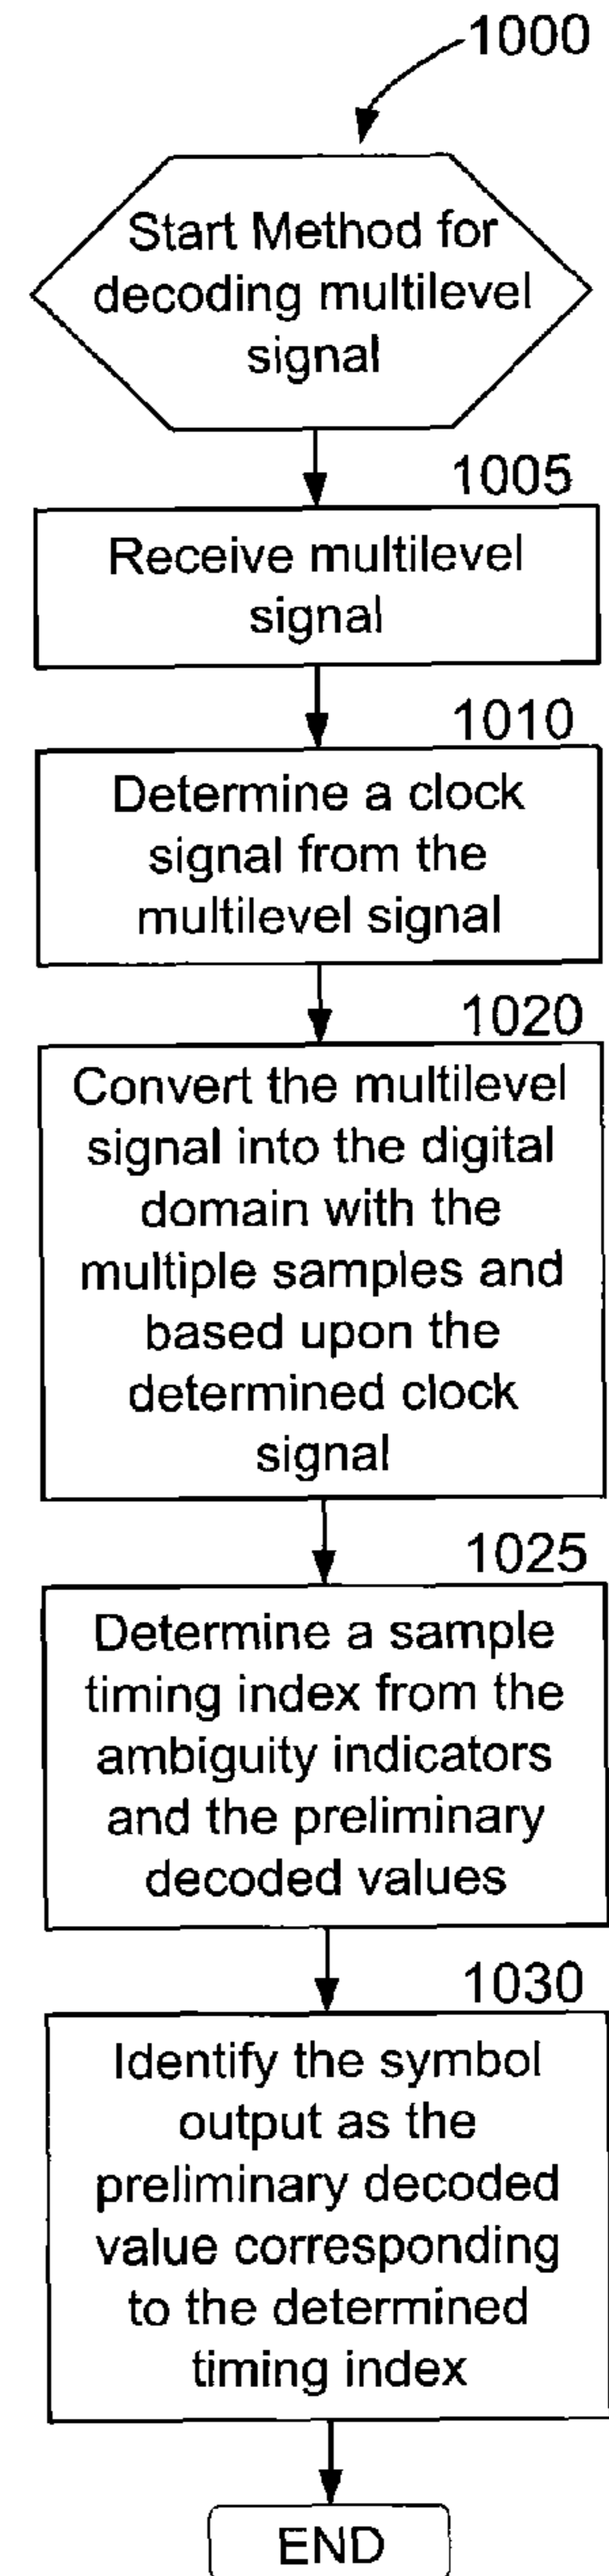 1000
Start Method for
decoding multilevel
signal
1005
Receive multilevel
signal
1010
Determine a clock
signal from the
multilevel signal
1020
Convert the multilevel
signal into the digital
domain with the
multiple samples and
based upon the
determined clock
signal
1025
Determine a sample
timing index from the
ambiguity indicators
and the preliminary
decoded values
1030
Identify the symbol
output as the
preliminary decoded
value corresponding
to the determined
timing index
END